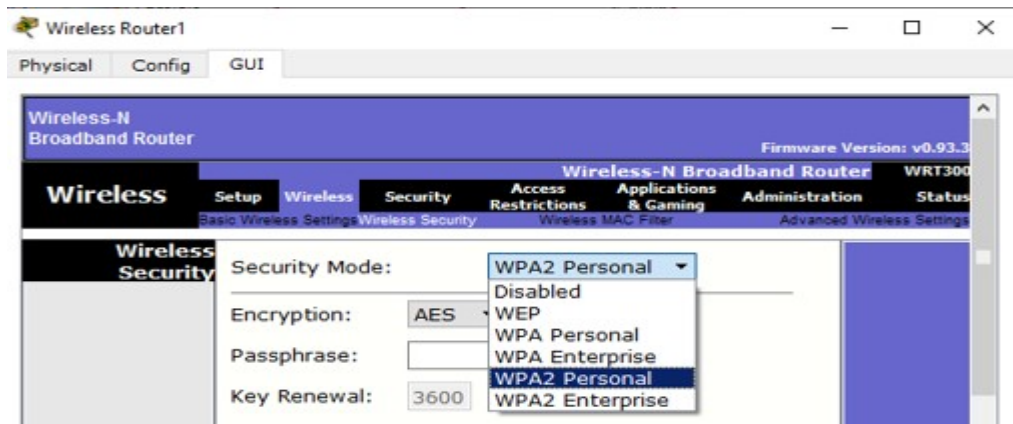 Wireless Router1
Physical Config GUI
Wireless-N
Broadband Router
Firmware Version: v0.93.3
Wireless-N Broadband Router WRT300
Wireless
Setup Wireless Security Access Restrictions Applications & Gaming Administration Status
Basic Wireless Settings Wireless Security Wireless MAC Filter Advanced Wireless Settings
Wireless
Security
Security Mode: WPA2 Personal
Disabled
Encryption: AES WEP
WPA Personal
Passphrase: WPA Enterprise
WPA2 Personal
Key Renewal: 3600 WPA2 Enterprise